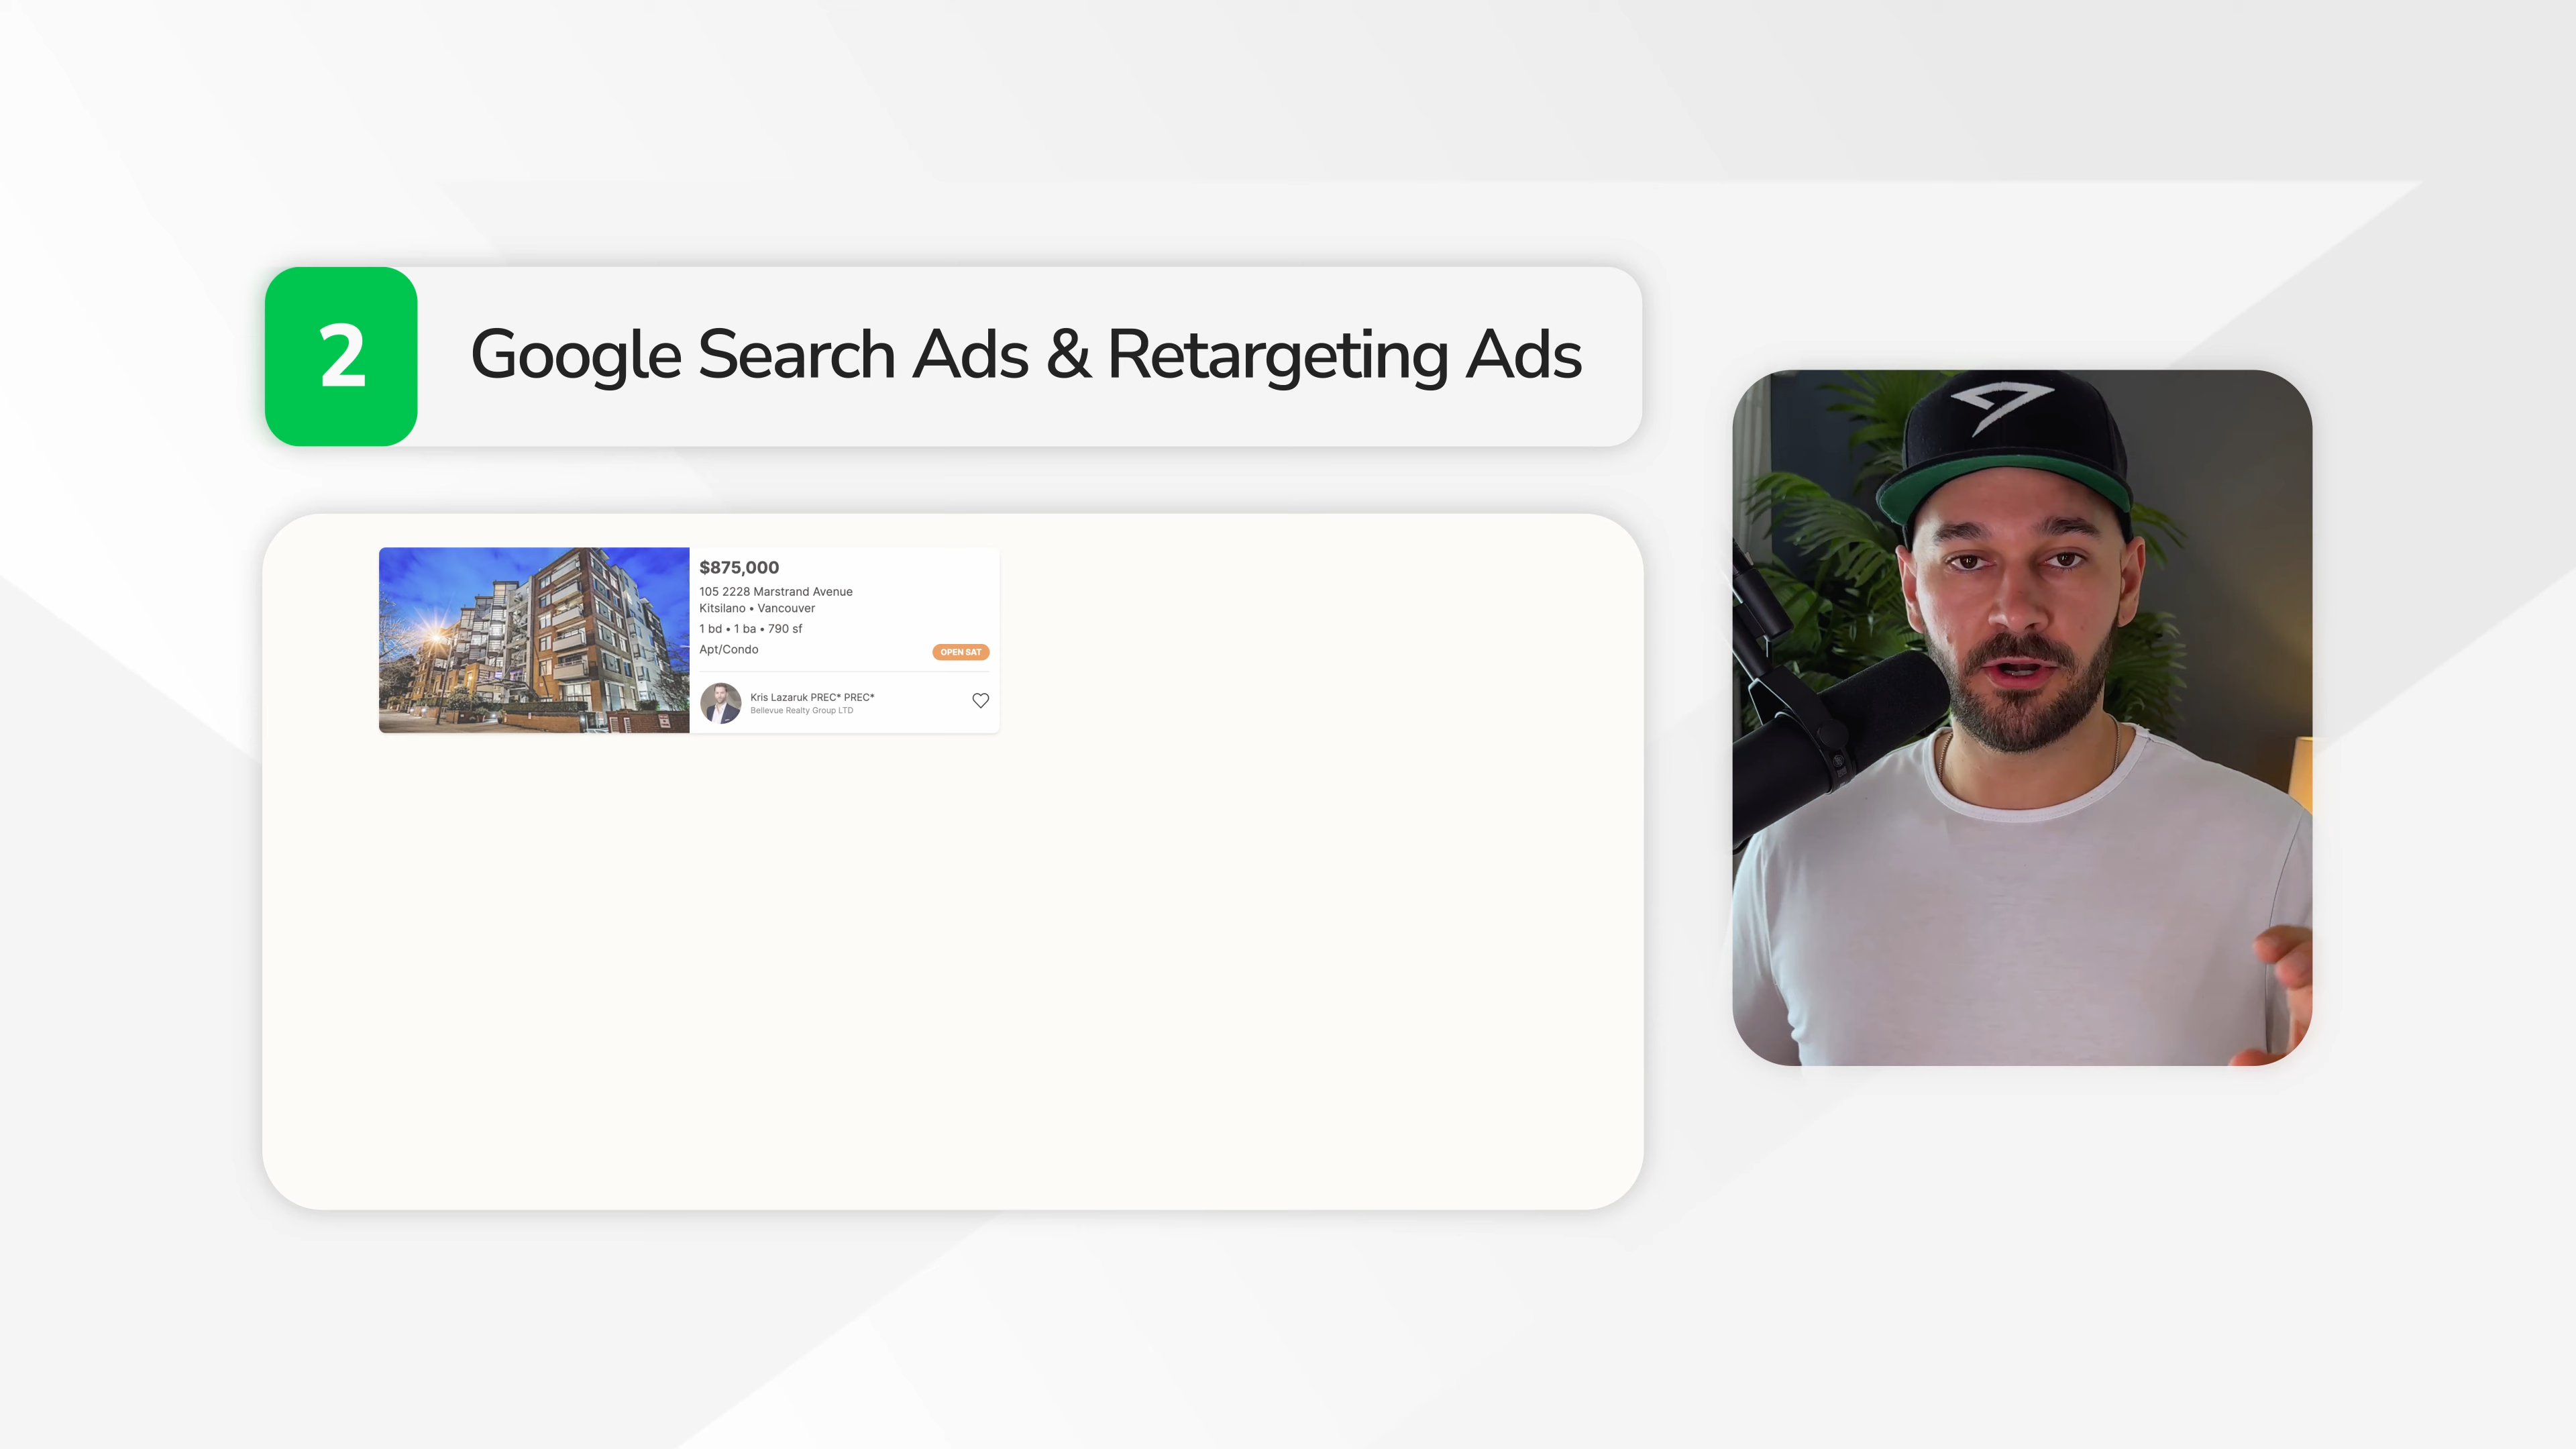 2
Google Search Ads & Retargeting Ads
$875,000
105 2228 Marstrand Avenue
Kitsilano • Vancouver
1 bd • 1 ba • 790 sf
Apt/Condo
OPEN SAT
Kris Lazaruk PREC* PREC*
Bellevue Realty Group LTD